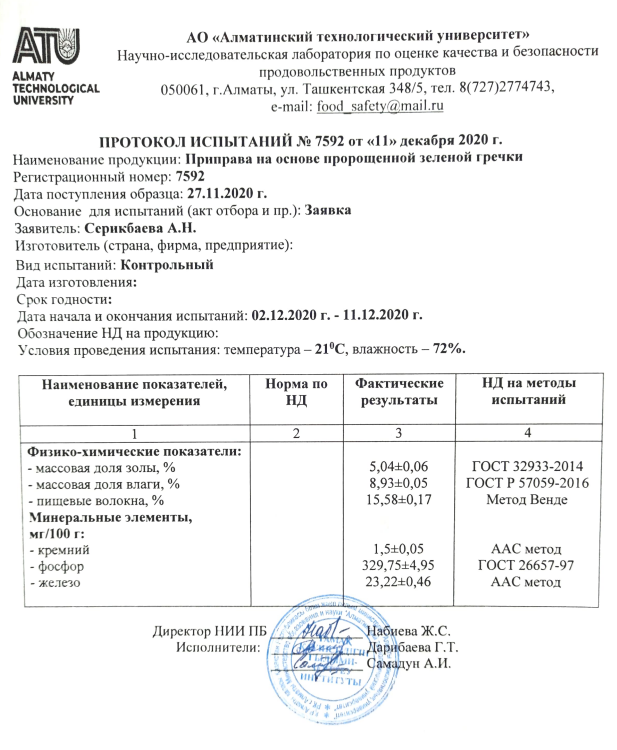 ATU
ALMATY
TECHNOLOGICAL
UNIVERSITY
АО «Алматинский технологический университет»
Научно-исследовательская лаборатория по оценке качества и безопасности
продовольственных продуктов
050061, г.Алматы, ул. Ташкентская 348/5, тел. 8(727)2774743,
e-mail: food_safety@mail.ru
ПРОТОКОЛ ИСПЫТАНИЙ № 7592 от «11» декабря 2020 г.
Наименование продукции: Приправа на основе пророщенной зеленой гречки
Регистрационный номер: 7592
Дата поступления образца: 27.11.2020 г.
Основание для испытаний (акт отбора и пр.): Заявка
Заявитель: Серикбаева А.Н.
Изготовитель (страна, фирма, предприятие):
Вид испытаний: Контрольный
Дата изготовления:
Срок годности:
Дата начала и окончания испытаний: 02.12.2020 г. - 11.12.2020 г.
Обозначение НД на продукцию:
Условия проведения испытания: температура – 21⁰С, влажность – 72%.
Наименование показателей, единицы измерения | Норма по НД | Фактические результаты | НД на методы испытаний
1 | 2 | 3 | 4
Физико-химические показатели:
- массовая доля золы, % 5,04±0,06 ГОСТ 32933-2014
- массовая доля влаги, % 8,93±0,05 ГОСТ Р 57059-2016
- пищевые волокна, % 15,58±0,17 Метод Венде
Минеральные элементы,
мг/100 г:
- кремний 1,5±0,05 ААС метод
- фосфор 329,75±4,95 ГОСТ 26657-97
- железо 23,22±0,46 ААС метод
Директор НИИ ПБ Набиева Ж.С.
Исполнители: Дарибаева Г.Т.
Самадун А.И.
ИНСТИТУТЫ